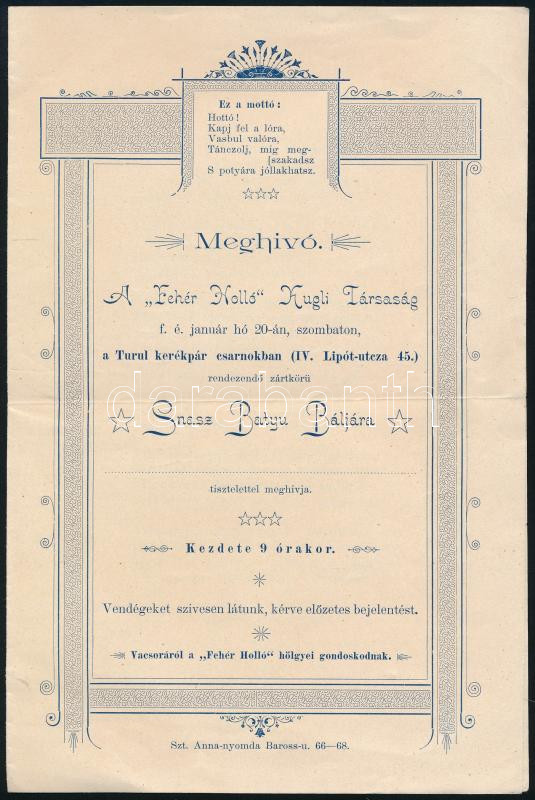 Ez a mottó:
Hottó!
Kapj fel a lóra,
Vasbul valóra,
Tánczolj, mig meg-
[szakadsz
S potyára jóllakhatsz.
Meghivó.
A „Fehér Holló" Kugli Társaság
f. é. január hó 20-án, szombaton,
a Turul kerékpár csarnokban (IV. Lipót-utcza 45.)
rendezendő zártkörü
darabanth
Snasz Batyu Báljára
tisztelettel meghivja.
Kezdete 9 órakor.
Vendégeket szivesen látunk, kérve előzetes bejelentést.
Vacsoráról a „Fehér Holló" hölgyei gondoskodnak.
Szt. Anna-nyomda Baross-u. 66—68.